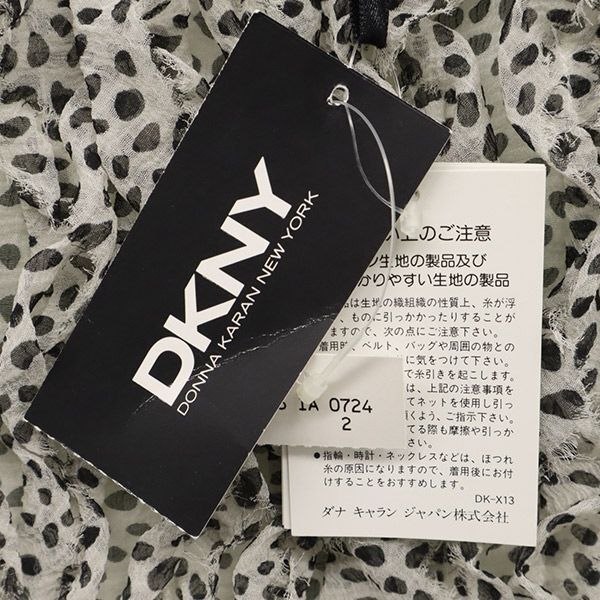 DKNY
DONNA KARAN NEW YORK
い上のご注意
ン生地の製品及び
かりやすい生地の製品
品は生地の織組織の性質上、糸が浮
、ものに引っかかったりすることが
ますので、次の点にご注意下さい。
着用時、ベルト、バッグや周囲の物との
に気をつけて下さい。
で糸引きを起こします。
は、上記の注意事項を
てネットを使用し引っ
くよう、ご指示下さい。
てる際も摩擦や引っか
さい。
●指輪・時計・ネックレスなどは、ほつれ
糸の原因になりますので、着用後にお付
けすることをおすすめします。
DK-X13
ダナ キャラン ジャパン株式会社
1A 0724
2